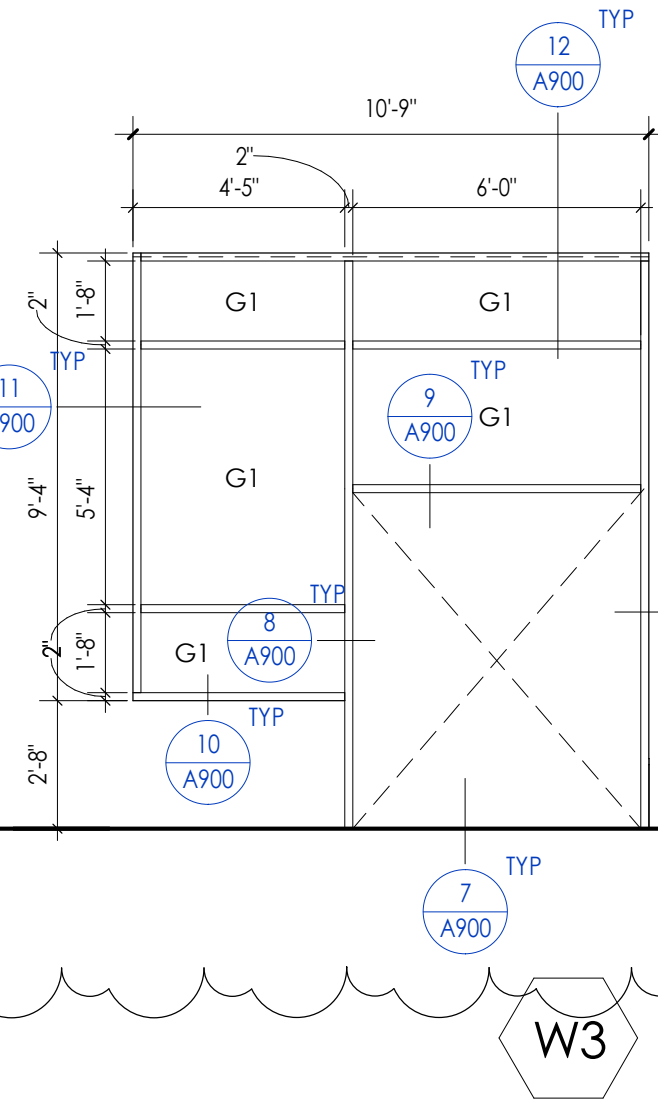 TYP
12
A900
10'-9"
2"
4'-5"
6'-0"
2"
1'-8"
G1
G1
TYP
11
900
TYP
9
A900
G1
9'-4"
5'-4"
G1
TYP
8
A900
2"
1'-8"
G1
TYP
10
A900
2'-8"
TYP
7
A900
W3